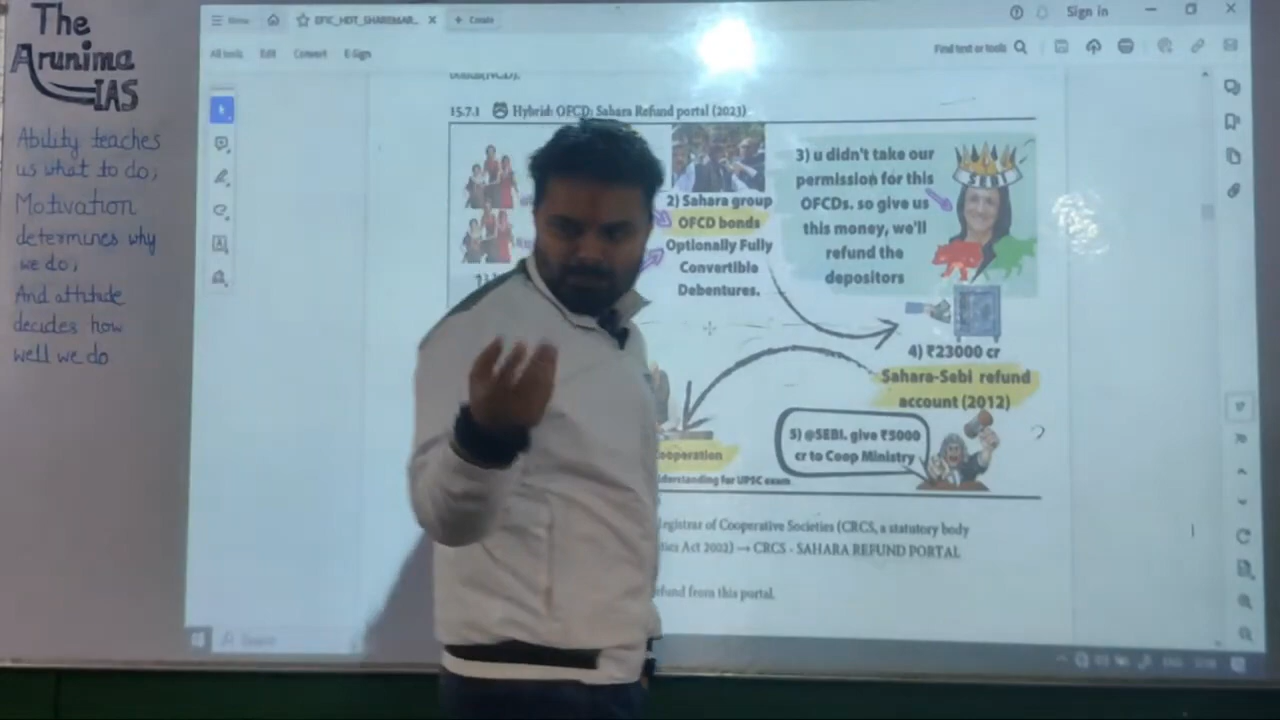 The
Arunima
IAS
Ability teaches
us what to do;
Motivation
determines why
we do;
And attitude
decides how
well we do
Menu
+ Create
Sign in
All tools
Edit
Convert
E-Sign
Find text or tools
15.7.1
Hybrid: OFCD: Sahara Refund portal (2023)
2) Sahara group
OFCD bonds
Optionally Fully
Convertible
Debentures.
3) u didn't take our
permission for this
OFCDs. so give us
this money, we'll
refund the
depositors
SEBI
4) ₹23000 cr
Sahara-Sebi refund
account (2012)
5) @SEBI. give ₹5000
cr to Coop Ministry
for UPSC exam
of Cooperative Societies (CRCS, a statutory body
Act 2002) → CRCS - SAHARA REFUND PORTAL
from this portal.